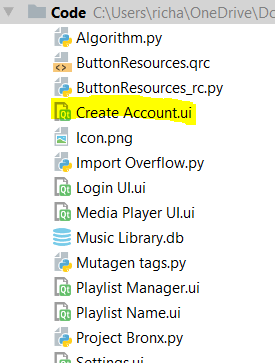 Code C:\Users\richa\OneDrive\Do
Algorithm.py
ButtonResources.qrc
ButtonResources_rc.py
Create Account.ui
Icon.png
Import Overflow.py
Login UI.ui
Media Player UI.ui
Music Library.db
Mutagen tags.py
Playlist Manager.ui
Playlist Name.ui
Project Bronx.py
Settings.ui